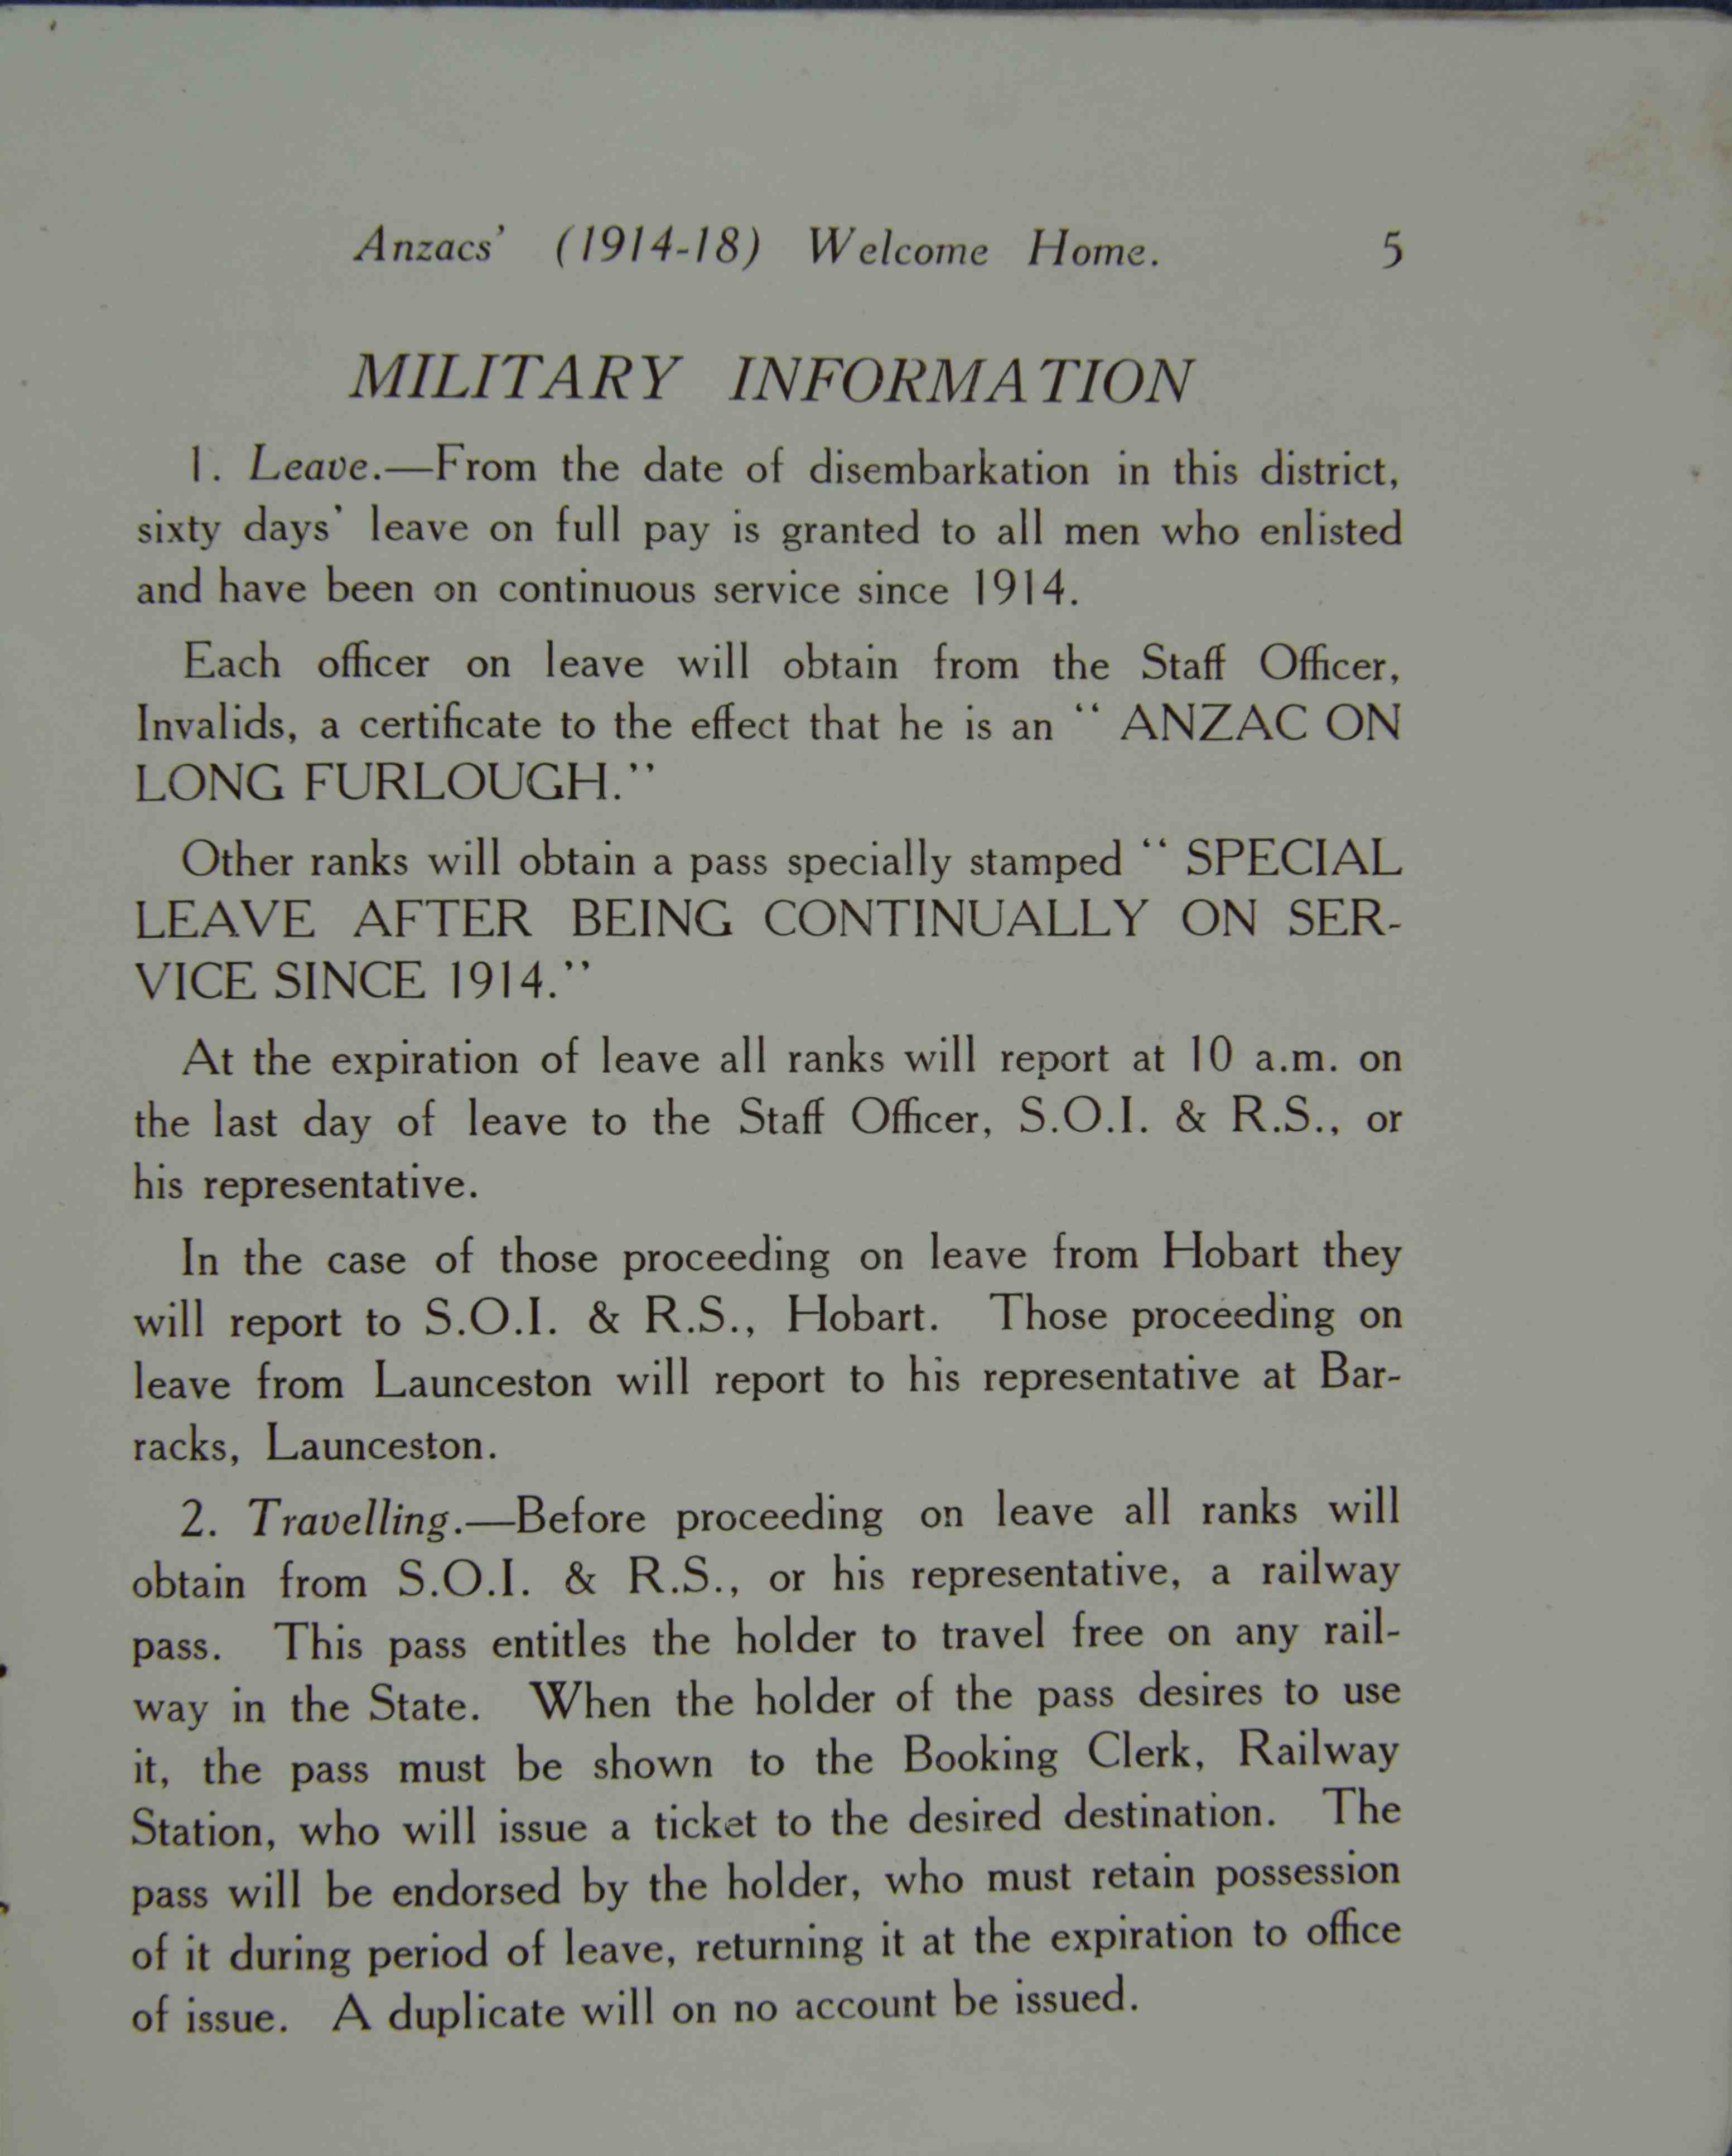 Anzacs' (1914-18) Welcome Home. 5
MILITARY INFORMATION
1. Leave.—From the date of disembarkation in this district,
sixty days' leave on full pay is granted to all men who enlisted
and have been on continuous service since 1914.
Each officer on leave will obtain from the Staff Officer,
Invalids, a certificate to the effect that he is an “ ANZAC ON
LONG FURLOUGH.”
Other ranks will obtain a pass specially stamped “ SPECIAL
LEAVE AFTER BEING CONTINUALLY ON SER-
VICE SINCE 1914.”
At the expiration of leave all ranks will report at 10 a.m. on
the last day of leave to the Staff Officer, S.O.I. & R.S., or
his representative.
In the case of those proceeding on leave from Hobart they
will report to S.O.I. & R.S., Hobart. Those proceeding on
leave from Launceston will report to his representative at Bar-
racks, Launceston.
2. Travelling.—Before proceeding on leave all ranks will
obtain from S.O.I. & R.S., or his representative, a railway
pass. This pass entitles the holder to travel free on any rail-
way in the State. When the holder of the pass desires to use
it, the pass must be shown to the Booking Clerk, Railway
Station, who will issue a ticket to the desired destination. The
pass will be endorsed by the holder, who must retain possession
of it during period of leave, returning it at the expiration to office
of issue. A duplicate will on no account be issued.